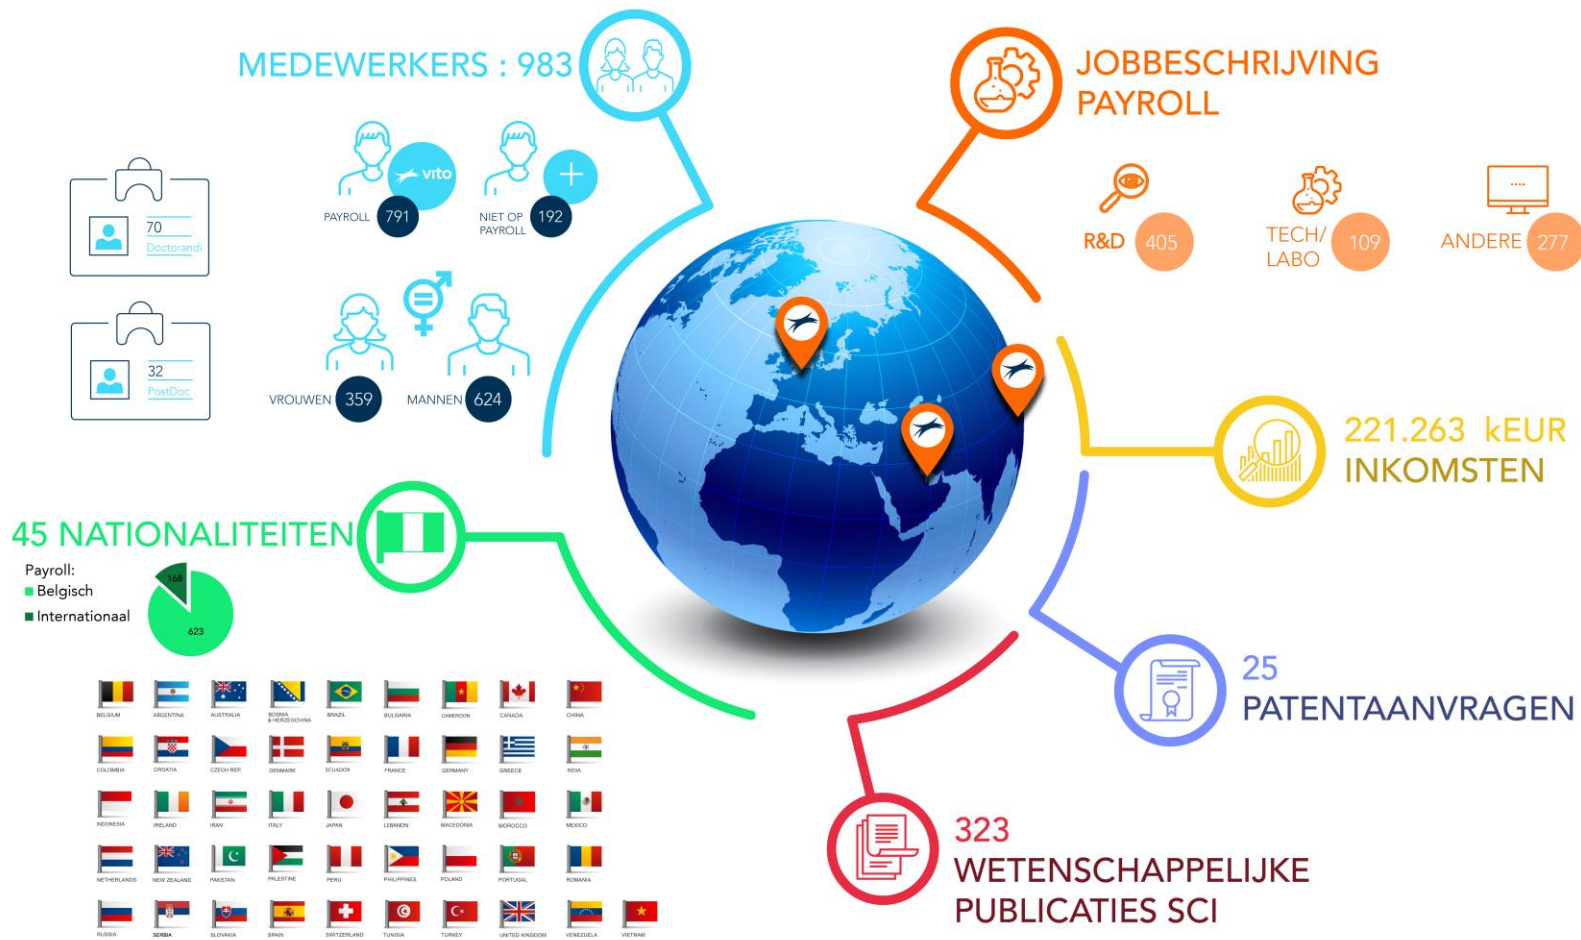 MEDEWERKERS : 983
vito
PAYROLL 791
NIET OP
PAYROLL
192
70
Doctorandi
32
PostDoc
VROUWEN 359
MANNEN 624
JOBBESCHRIJVING
PAYROLL
R&D 405
TECH/
LABO
109
ANDERE 277
221.263 kEUR
INKOMSTEN
25
PATENTAANVRAGEN
323
WETENSCHAPPELIJKE
PUBLICATIES SCI
45 NATIONALITEITEN
Payroll:
Belgisch
Internationaal
168
623
BELGIUM ARGENTINA AUSTRALIA BOSNIA & HERZEGOVINA BRAZIL BULGARIA CAMEROON CANADA CHINA
COLOMBIA CROATIA CZECH REP. DENMARK ECUADOR FRANCE GERMANY GREECE INDIA
INDONESIA IRELAND IRAN ITALY JAPAN LEBANON MACEDONIA MOROCCO MEXICO
NETHERLANDS NEW ZEALAND PAKISTAN PALESTINE PERU PHILIPPINES POLAND PORTUGAL ROMANIA
RUSSIA SERBIA SLOVAKIA SPAIN SWITZERLAND TUNISIA TURKEY UNITED KINGDOM VENEZUELA VIETNAM